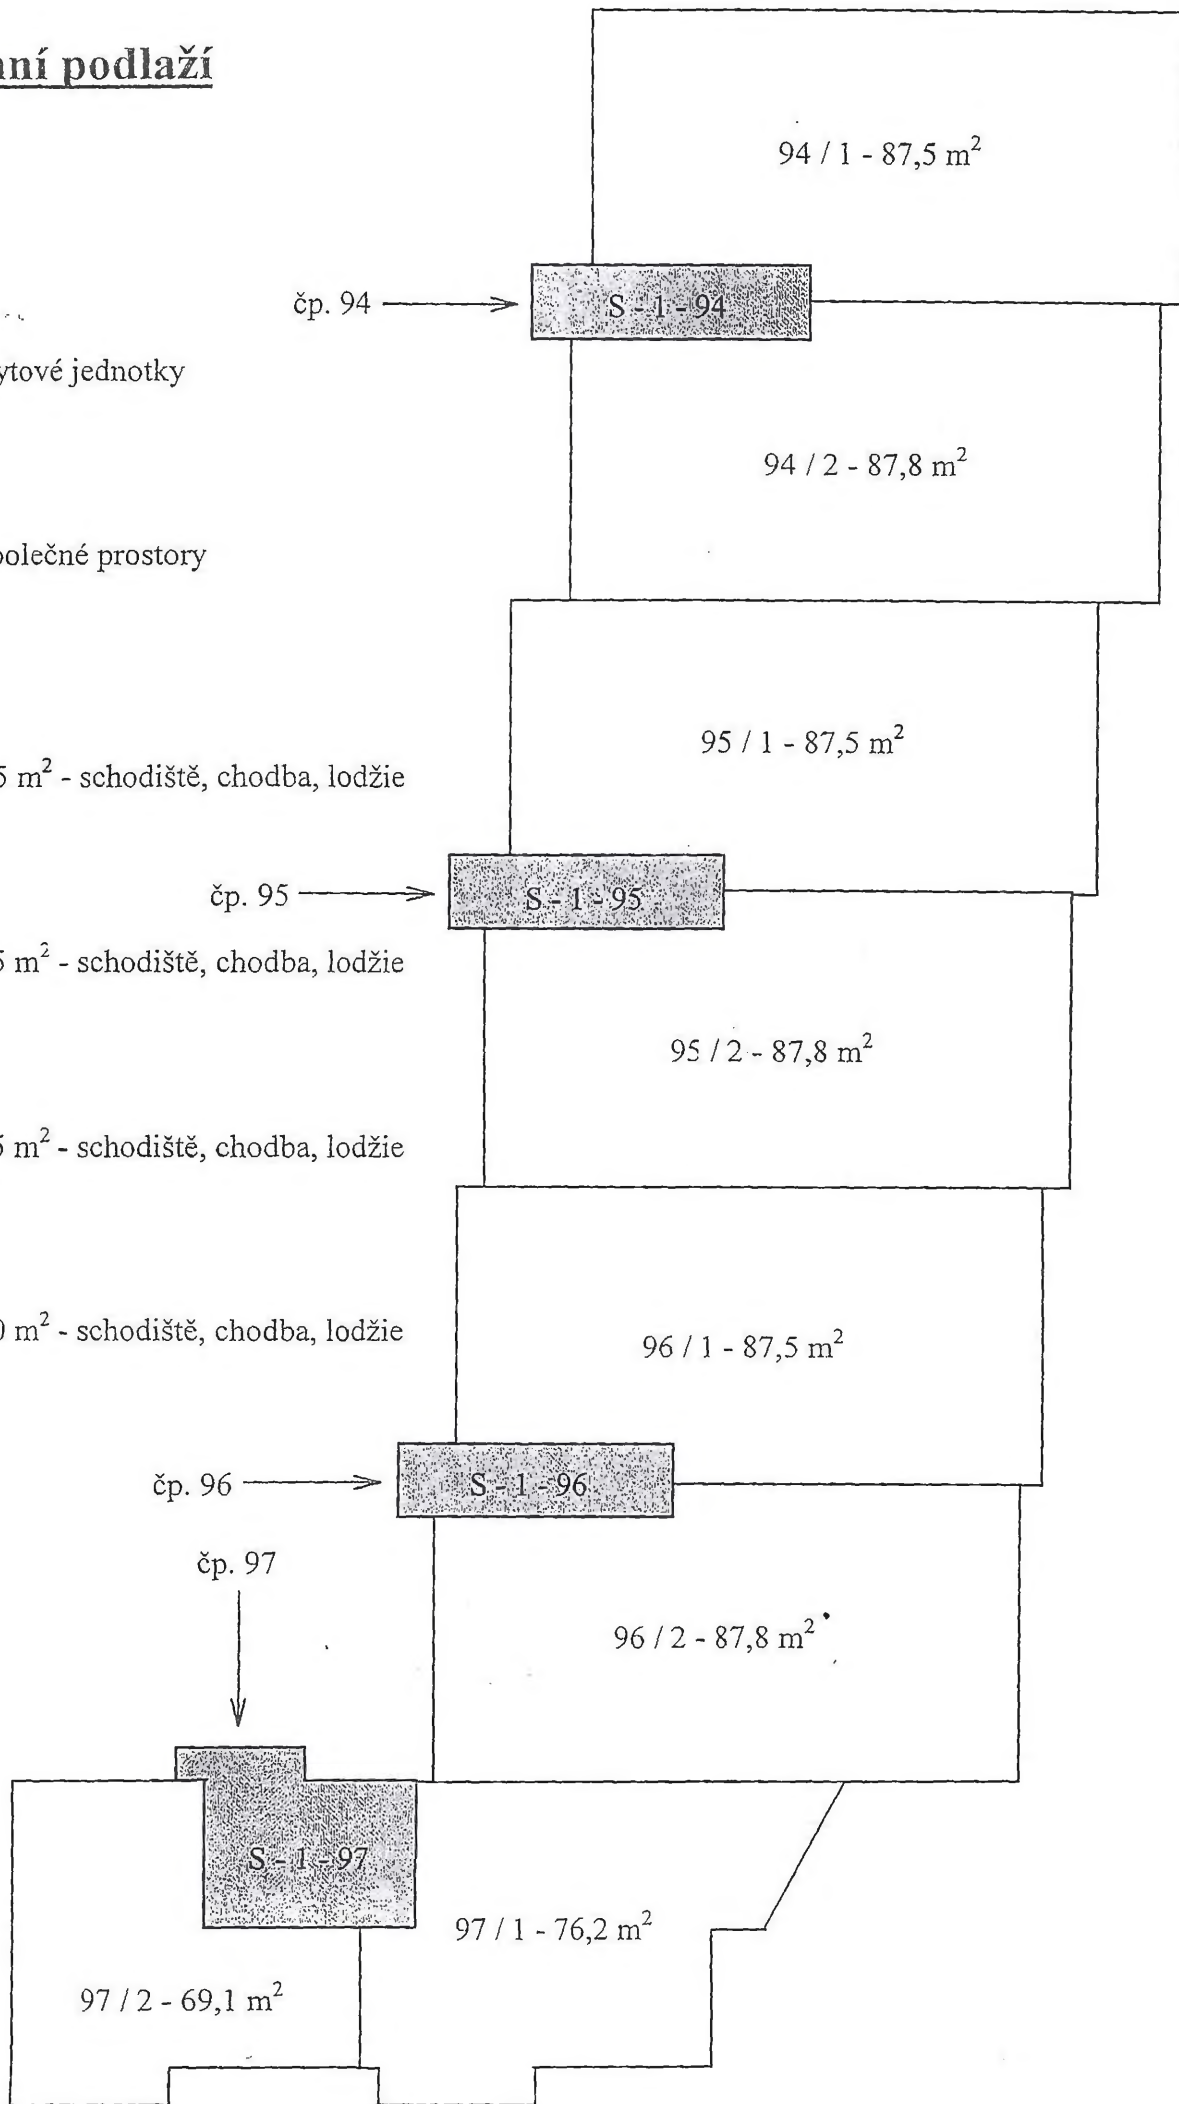 ní podlaží
94 / 1 - 87,5 m²
čp. 94
S - 1 - 94
ytové jednotky
94 / 2 - 87,8 m²
olečné prostory
95 / 1 - 87,5 m²
5 m² - schodiště, chodba, lodžie
čp. 95
S - 1 - 95
5 m² - schodiště, chodba, lodžie
95 / 2 - 87,8 m²
5 m² - schodiště, chodba, lodžie
0 m² - schodiště, chodba, lodžie
96 / 1 - 87,5 m²
čp. 96
S - 1 - 96
čp. 97
96 / 2 - 87,8 m²
S - 1 - 97
97 / 1 - 76,2 m²
97 / 2 - 69,1 m²